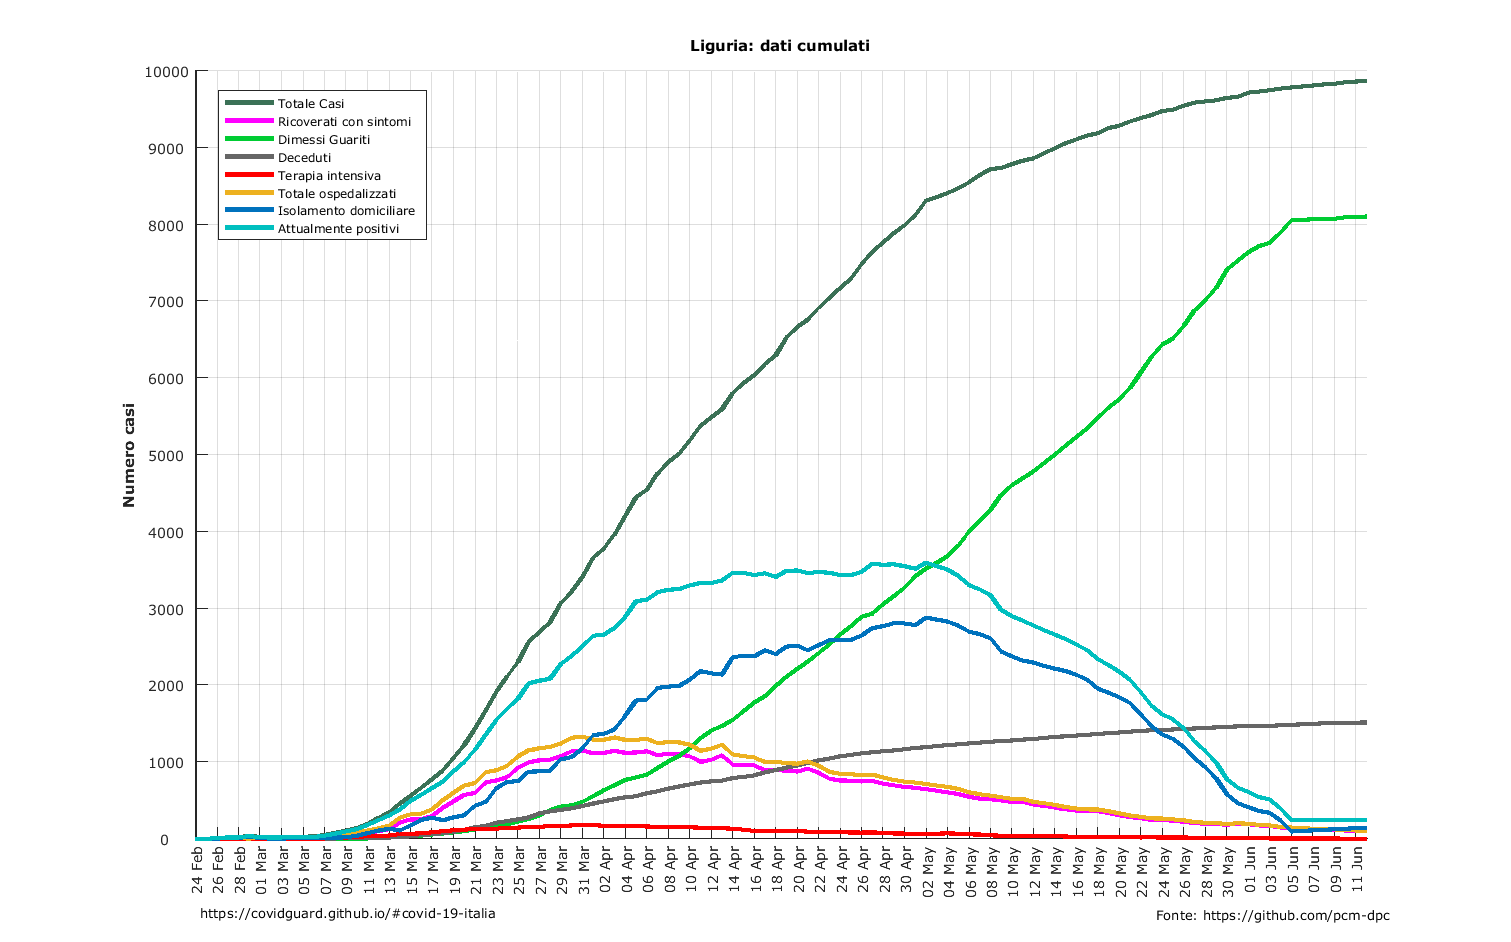 Liguria: dati cumulati
10000
9000
8000
7000
6000
5000
4000
3000
2000
1000
0
Numero casi
Totale Casi
Ricoverati con sintomi
Dimessi Guariti
Deceduti
Terapia intensiva
Totale ospedalizzati
Isolamento domiciliare
Attualmente positivi
24 Feb
26 Feb
28 Feb
01 Mar
03 Mar
05 Mar
07 Mar
09 Mar
11 Mar
13 Mar
15 Mar
17 Mar
19 Mar
21 Mar
23 Mar
25 Mar
27 Mar
29 Mar
31 Mar
02 Apr
04 Apr
06 Apr
08 Apr
10 Apr
12 Apr
14 Apr
16 Apr
18 Apr
20 Apr
22 Apr
24 Apr
26 Apr
28 Apr
30 Apr
02 May
04 May
06 May
08 May
10 May
12 May
14 May
16 May
18 May
20 May
22 May
24 May
26 May
28 May
30 May
01 Jun
03 Jun
05 Jun
07 Jun
09 Jun
11 Jun
https://covidguard.github.io/#covid-19-italia
Fonte: https://github.com/pcm-dpc